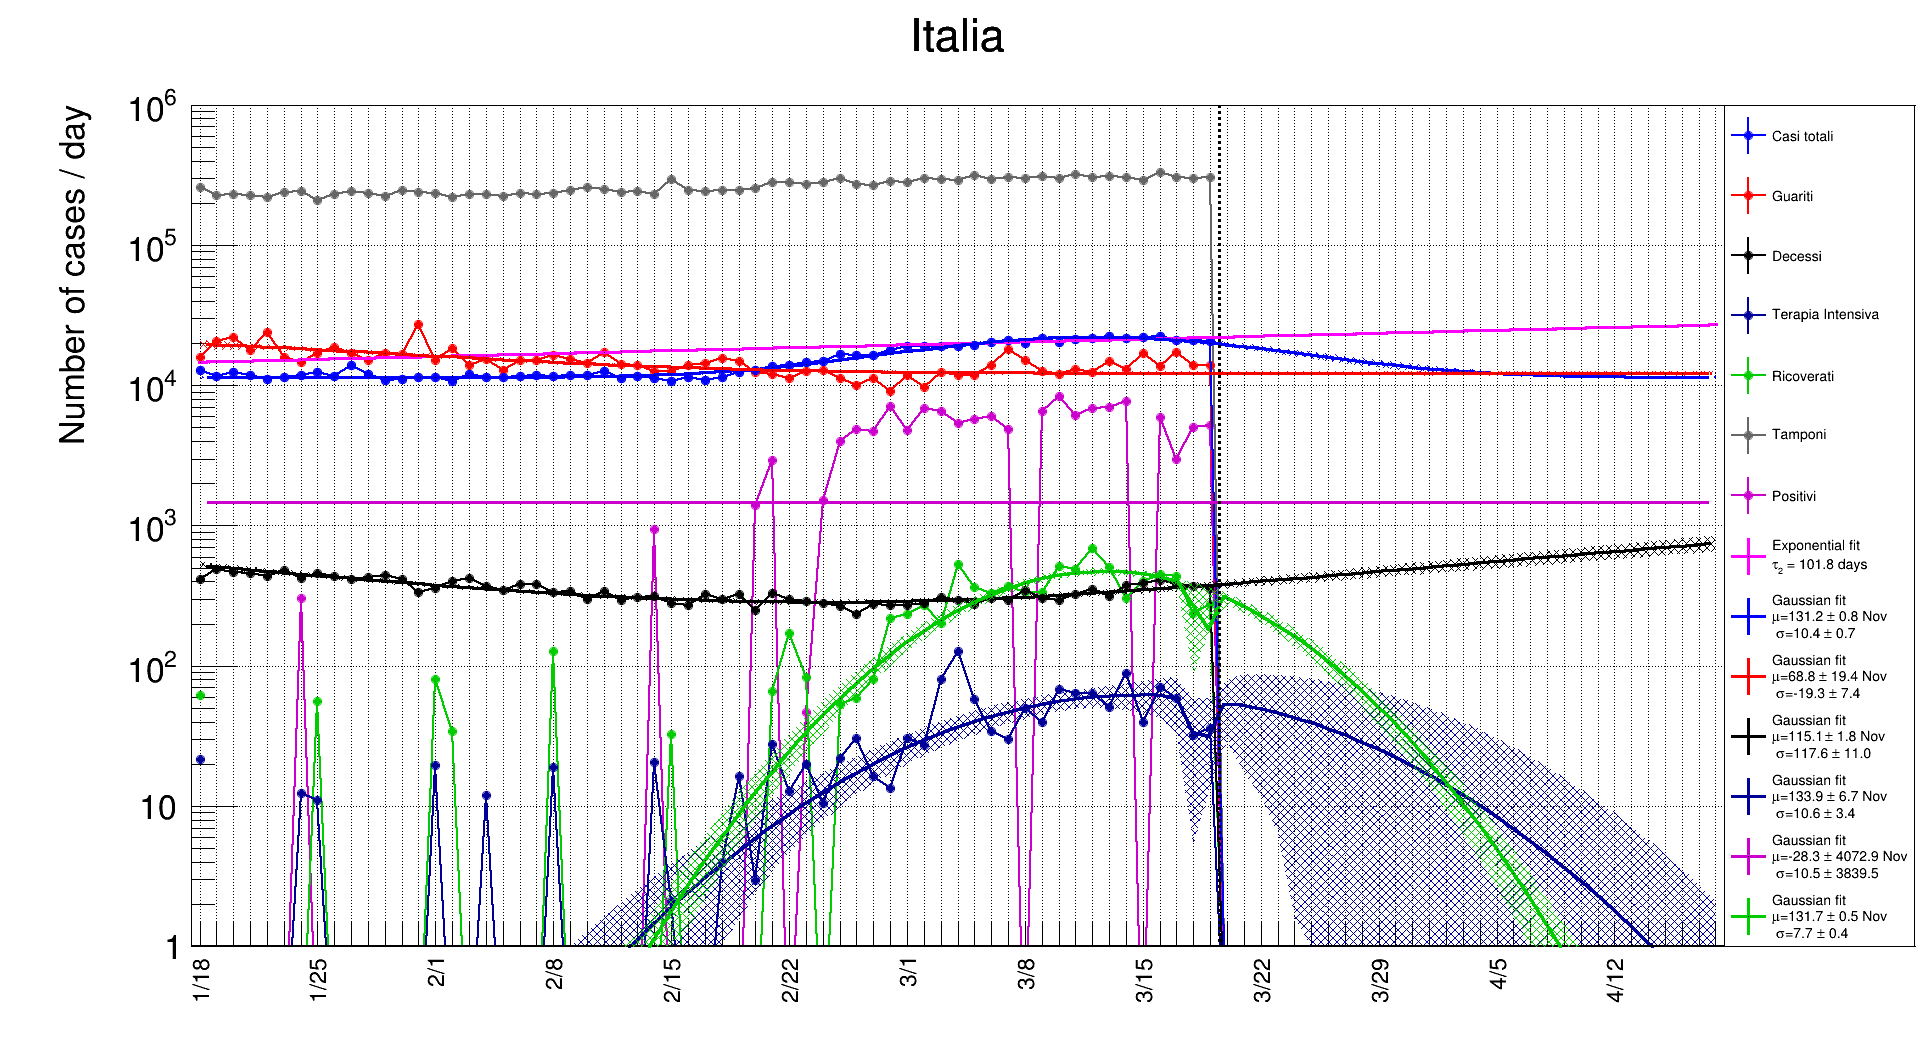 Italia
Number of cases / day
10^6
10^5
10^4
10^3
10^2
10
1
1/18
1/25
2/1
2/8
2/15
2/22
3/1
3/8
3/15
3/22
3/29
4/5
4/12
Casi totali
Guariti
Decessi
Terapia Intensiva
Ricoverati
Tamponi
Positivi
Exponential fit
τ₂ = 101.8 days
Gaussian fit
μ=131.2 ± 0.8 Nov
σ=10.4 ± 0.7
Gaussian fit
μ=68.8 ± 19.4 Nov
σ=-19.3 ± 7.4
Gaussian fit
μ=115.1 ± 1.8 Nov
σ=117.6 ± 11.0
Gaussian fit
μ=133.9 ± 6.7 Nov
σ=10.6 ± 3.4
Gaussian fit
μ=-28.3 ± 4072.9 Nov
σ=10.5 ± 3839.5
Gaussian fit
μ=131.7 ± 0.5 Nov
σ=7.7 ± 0.4